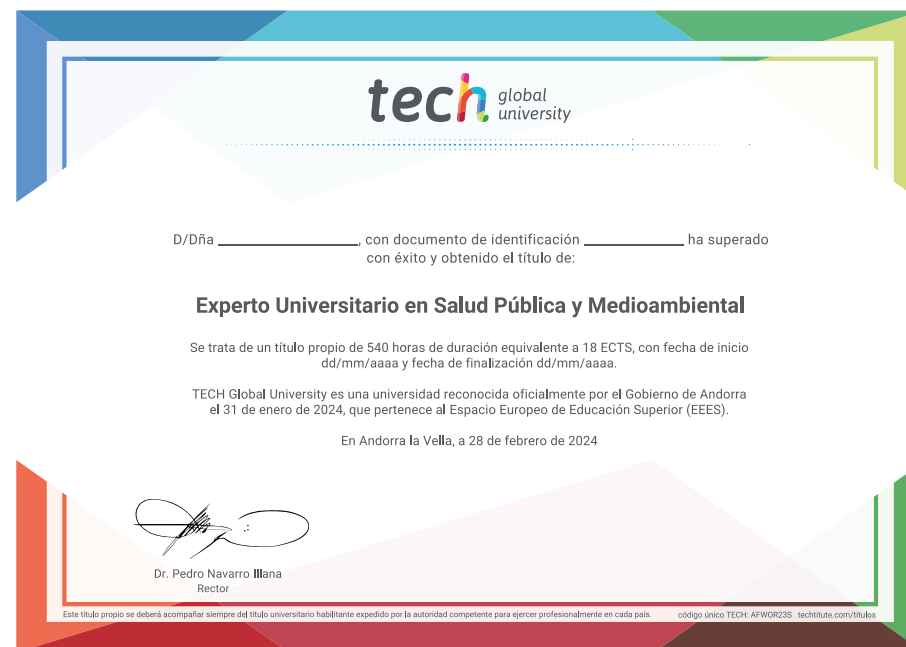 tech global university
D/Dña ____________________, con documento de identificación ______________ ha superado
con éxito y obtenido el título de:
Experto Universitario en Salud Pública y Medioambiental
Se trata de un título propio de 540 horas de duración equivalente a 18 ECTS, con fecha de inicio
dd/mm/aaaa y fecha de finalización dd/mm/aaaa.
TECH Global University es una universidad reconocida oficialmente por el Gobierno de Andorra
el 31 de enero de 2024, que pertenece al Espacio Europeo de Educación Superior (EEES).
En Andorra la Vella, a 28 de febrero de 2024
Dr. Pedro Navarro Illana
Rector
Este título propio se deberá acompañar siempre del título universitario habilitante expedido por la autoridad competente para ejercer profesionalmente en cada país. código único TECH: AFWOR23S techtitute.com/titulos